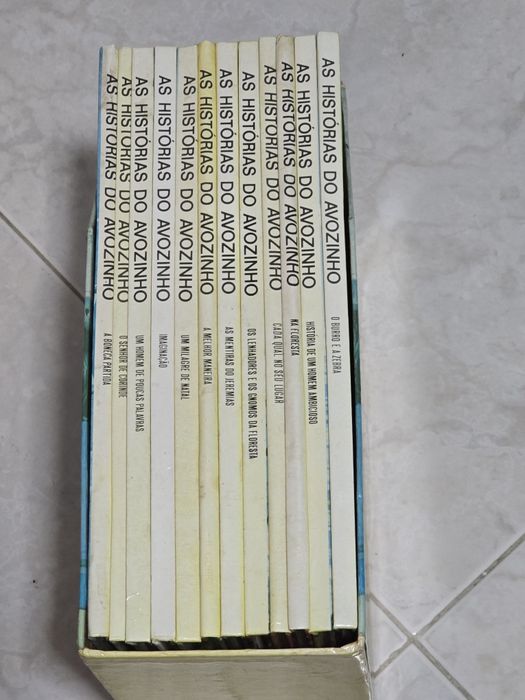 AS HISTÓRIAS DO AVOZINHO A BONECA PARTIDA
AS HISTÓRIAS DO AVOZINHO O SENHOR DE CORINDE
AS HISTÓRIAS DO AVOZINHO UM HOMEM DE POUCAS PALAVRAS
AS HISTÓRIAS DO AVOZINHO IMAGINAÇÃO
AS HISTÓRIAS DO AVOZINHO UM MILAGRE DE NATAL
AS HISTÓRIAS DO AVOZINHO A MELHOR MANEIRA
AS HISTÓRIAS DO AVOZINHO AS MENTIRAS DO JEREMIAS
AS HISTÓRIAS DO AVOZINHO OS LENHADORES E OS GNOMOS DA FLORESTA
AS HISTÓRIAS DO AVOZINHO CADA QUAL NO SEU LUGAR
AS HISTÓRIAS DO AVOZINHO NA FLORESTA
AS HISTÓRIAS DO AVOZINHO HISTÓRIA DE UM HOMEM AMBICIOSO
AS HISTÓRIAS DO AVOZINHO O BURRO E A ZEBRA